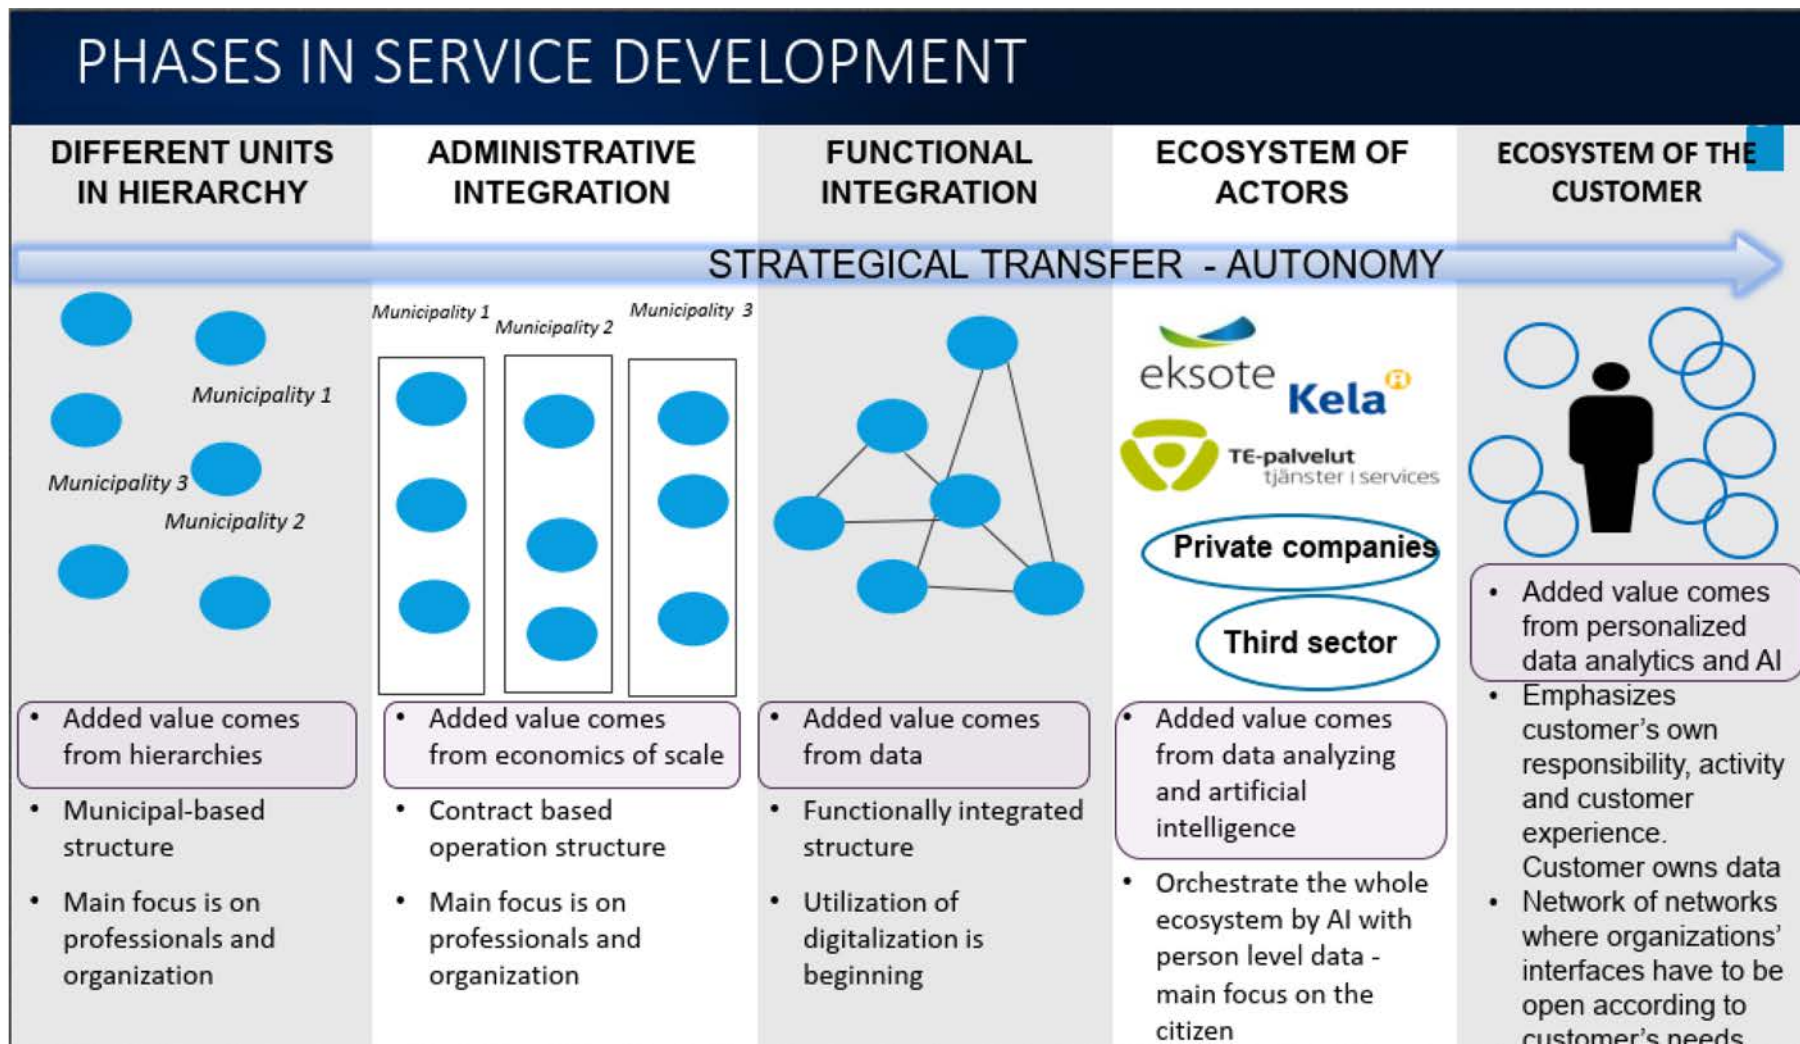 PHASES IN SERVICE DEVELOPMENT
DIFFERENT UNITS
IN HIERARCHY
ADMINISTRATIVE
INTEGRATION
FUNCTIONAL
INTEGRATION
ECOSYSTEM OF
ACTORS
ECOSYSTEM OF THE
CUSTOMER
STRATEGICAL TRANSFER - AUTONOMY
Municipality 1
Municipality 3
Municipality 2
Municipality 1
Municipality 2
Municipality 3
eksote
Kela
TE-palvelut
tjänster | services
Private companies
Third sector
• Added value comes
from hierarchies
• Municipal-based
structure
• Main focus is on
professionals and
organization
• Added value comes
from economics of scale
• Contract based
operation structure
• Main focus is on
professionals and
organization
• Added value comes
from data
• Functionally integrated
structure
• Utilization of
digitalization is
beginning
• Added value comes
from data analyzing
and artificial
intelligence
• Orchestrate the whole
ecosystem by AI with
person level data -
main focus on the
citizen
• Added value comes
from personalized
data analytics and AI
• Emphasizes
customer's own
responsibility, activity
and customer
experience.
Customer owns data
• Network of networks
where organizations'
interfaces have to be
open according to
customer's needs